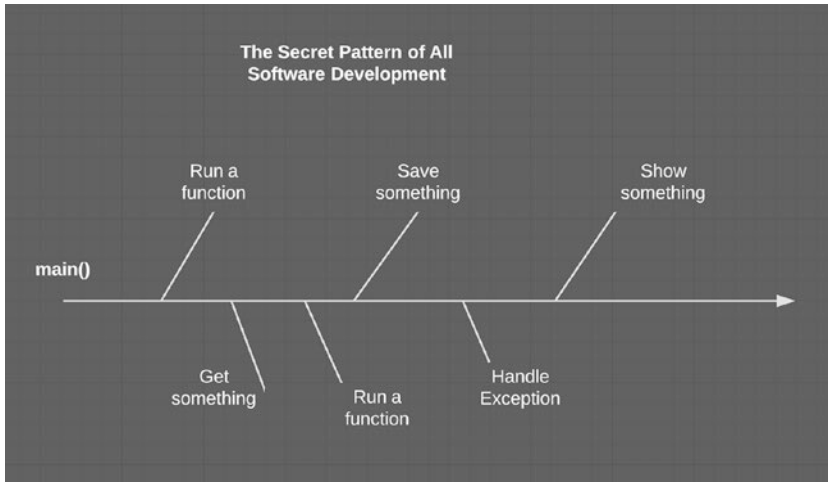 The Secret Pattern of All
Software Development
Run a
function
Save
something
Show
something
main()
Get
something
Run a
function
Handle
Exception